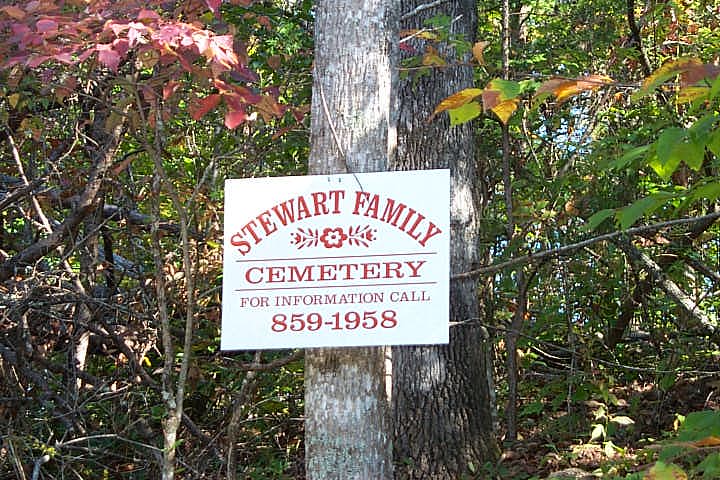 STEWART FAMILY
CEMETERY
FOR INFORMATION CALL
859-1958